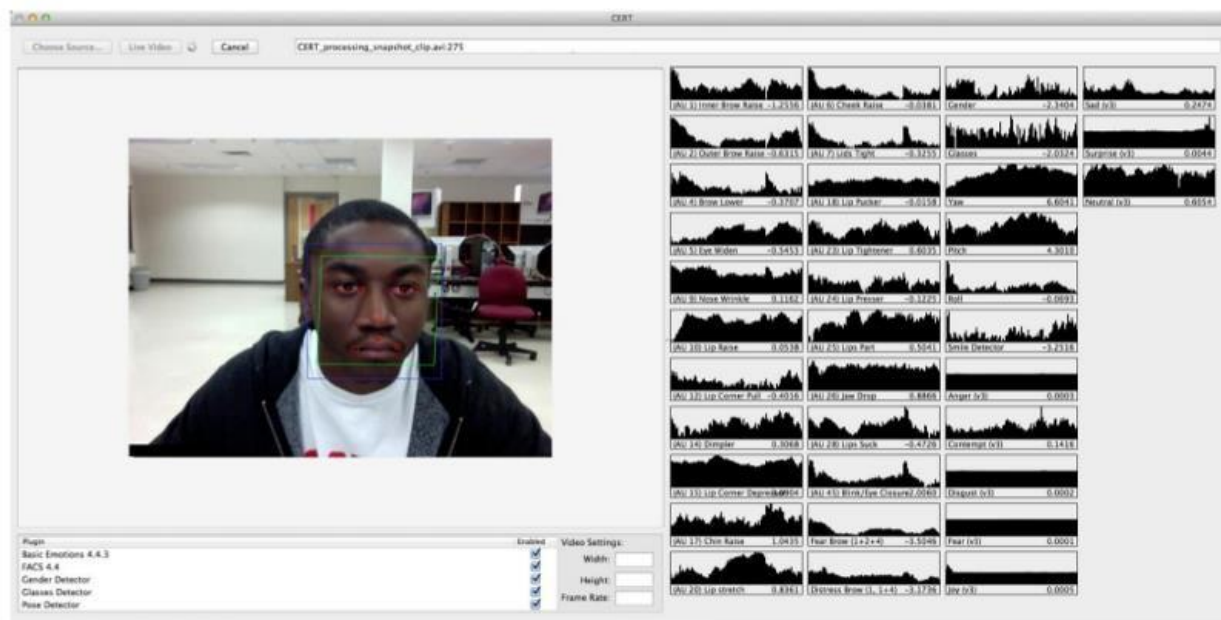 CERT
Choose Source... Live Video Cancel CERT_processing_snapshot_clip.avi:275
(AU 1) Inner Brow Raise -1.2556 (AU 6) Cheek Raise -0.0381 Gender -2.3404 Sad (v3) 0.2474
(AU 2) Outer Brow Raise -0.6315 (AU 7) Lids Tight -0.3255 Glasses -2.0324 Surprise (v3) 0.0044
(AU 4) Brow Lower -0.3707 (AU 18) Lip Pucker -0.0158 Yaw 6.6041 Neutral (v3) 0.6054
(AU 5) Eye Widen -0.5453 (AU 23) Lip Tightener 0.6035 Pitch 4.3010
(AU 9) Nose Wrinkle 0.1162 (AU 24) Lip Presser -0.1225 Roll -0.0093
(AU 10) Lip Raise 0.0538 (AU 25) Lips Part 0.5041 Smile Detector -3.2516
(AU 12) Lip Corner Pull -0.4016 (AU 26) Jaw Drop 0.8866 Anger (v3) 0.0003
(AU 14) Dimpler 0.3068 (AU 28) Lips Suck -0.4726 Contempt (v3) 0.1416
(AU 15) Lip Corner (AU 45) Blink/Eye Closure 2.0060 Disgust (v3) 0.0002
(AU 17) Chin Raise 1.0435 Fear Brow (1+2+4) -3.5046 Fear (v3) 0.0001
(AU 20) Lip stretch 0.8361 Distress Brow (1, 1+4) -3.1736 Joy (v3) 0.0005
Plugin Enabled Video Settings:
Basic Emotions 4.4.3
FACS 4.4
Gender Detector
Glasses Detector
Pose Detector
Width:
Height:
Frame Rate: